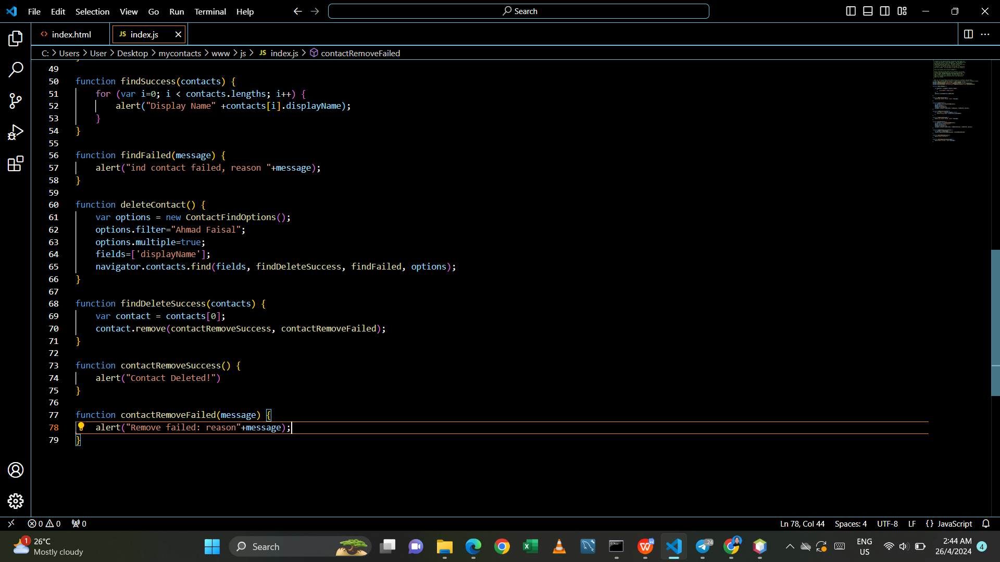 File Edit Selection View Go Run Terminal Help
Search
index.html
JS index.js
C: > Users > User > Desktop > mycontacts > www > js > JS index.js > contactRemoveFailed
49
50 function findSuccess(contacts) {
51 for (var i=0; i < contacts.lengths; i++) {
52 alert("Display Name" +contacts[i].displayName);
53 }
54 }
55
56 function findFailed(message) {
57 alert("ind contact failed, reason "+message);
58 }
59
60 function deleteContact() {
61 var options = new ContactFindOptions();
62 options.filter="Ahmad Faisal";
63 options.multiple=true;
64 fields=['displayName'];
65 navigator.contacts.find(fields, findDeleteSuccess, findFailed, options);
66 }
67
68 function findDeleteSuccess(contacts) {
69 var contact = contacts[0];
70 contact.remove(contactRemoveSuccess, contactRemoveFailed);
71 }
72
73 function contactRemoveSuccess() {
74 alert("Contact Deleted!")
75 }
76
77 function contactRemoveFailed(message) {
78 alert("Remove failed: reason"+message);
79 }
0 0 0
Ln 78, Col 44 Spaces: 4 UTF-8 LF {} JavaScript
1
26°C
Mostly cloudy
Search
24
ENG
US
2:44 AM
26/4/2024
4